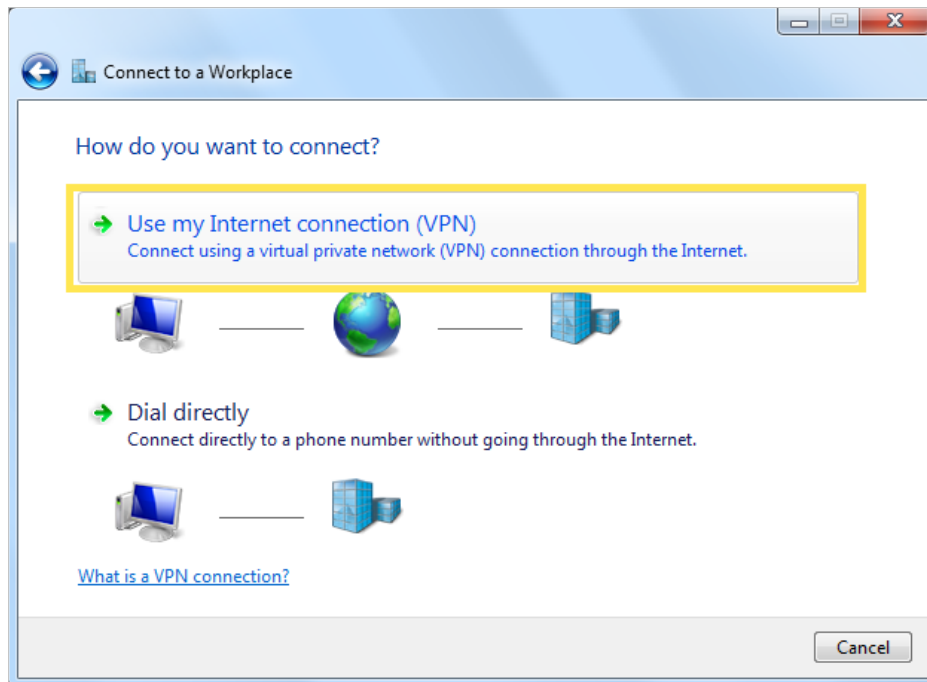 Connect to a Workplace
How do you want to connect?
Use my Internet connection (VPN)
Connect using a virtual private network (VPN) connection through the Internet.
Dial directly
Connect directly to a phone number without going through the Internet.
What is a VPN connection?
Cancel